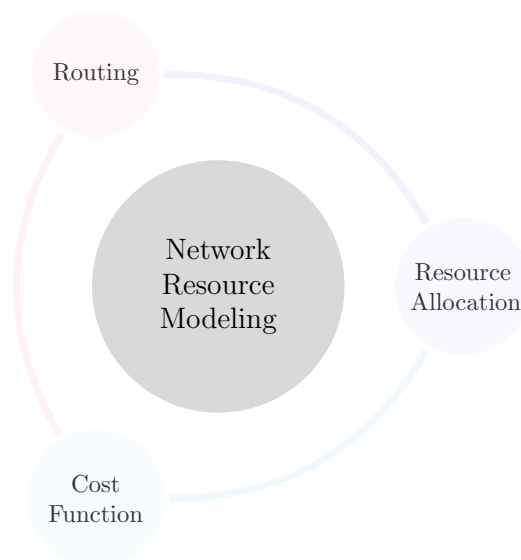 Routing
Network
Resource
Modeling
Resource
Allocation
Cost
Function